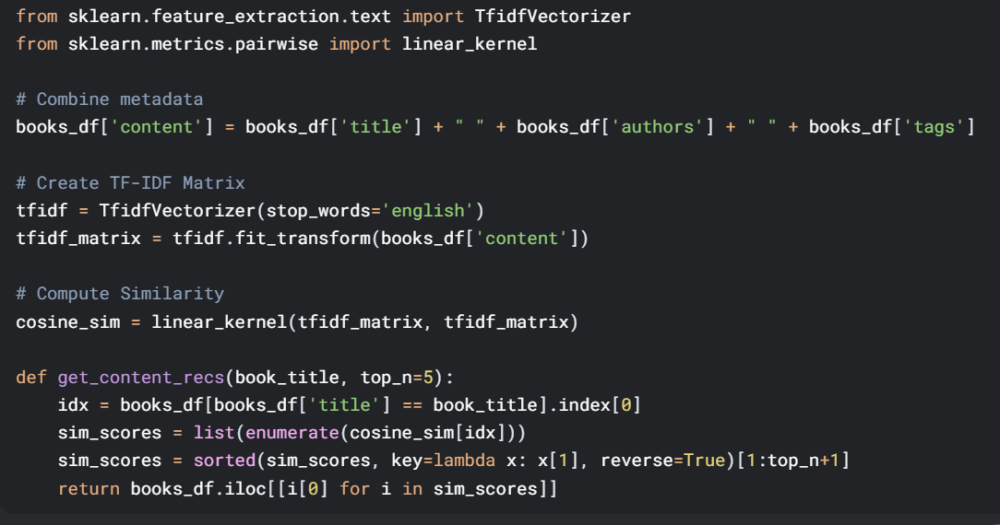 from sklearn.feature_extraction.text import TfidfVectorizer
from sklearn.metrics.pairwise import linear_kernel

# Combine metadata
books_df['content'] = books_df['title'] + " " + books_df['authors'] + " " + books_df['tags']

# Create TF-IDF Matrix
tfidf = TfidfVectorizer(stop_words='english')
tfidf_matrix = tfidf.fit_transform(books_df['content'])

# Compute Similarity
cosine_sim = linear_kernel(tfidf_matrix, tfidf_matrix)

def get_content_recs(book_title, top_n=5):
    idx = books_df[books_df['title'] == book_title].index[0]
    sim_scores = list(enumerate(cosine_sim[idx]))
    sim_scores = sorted(sim_scores, key=lambda x: x[1], reverse=True)[1:top_n+1]
    return books_df.iloc[[i[0] for i in sim_scores]]